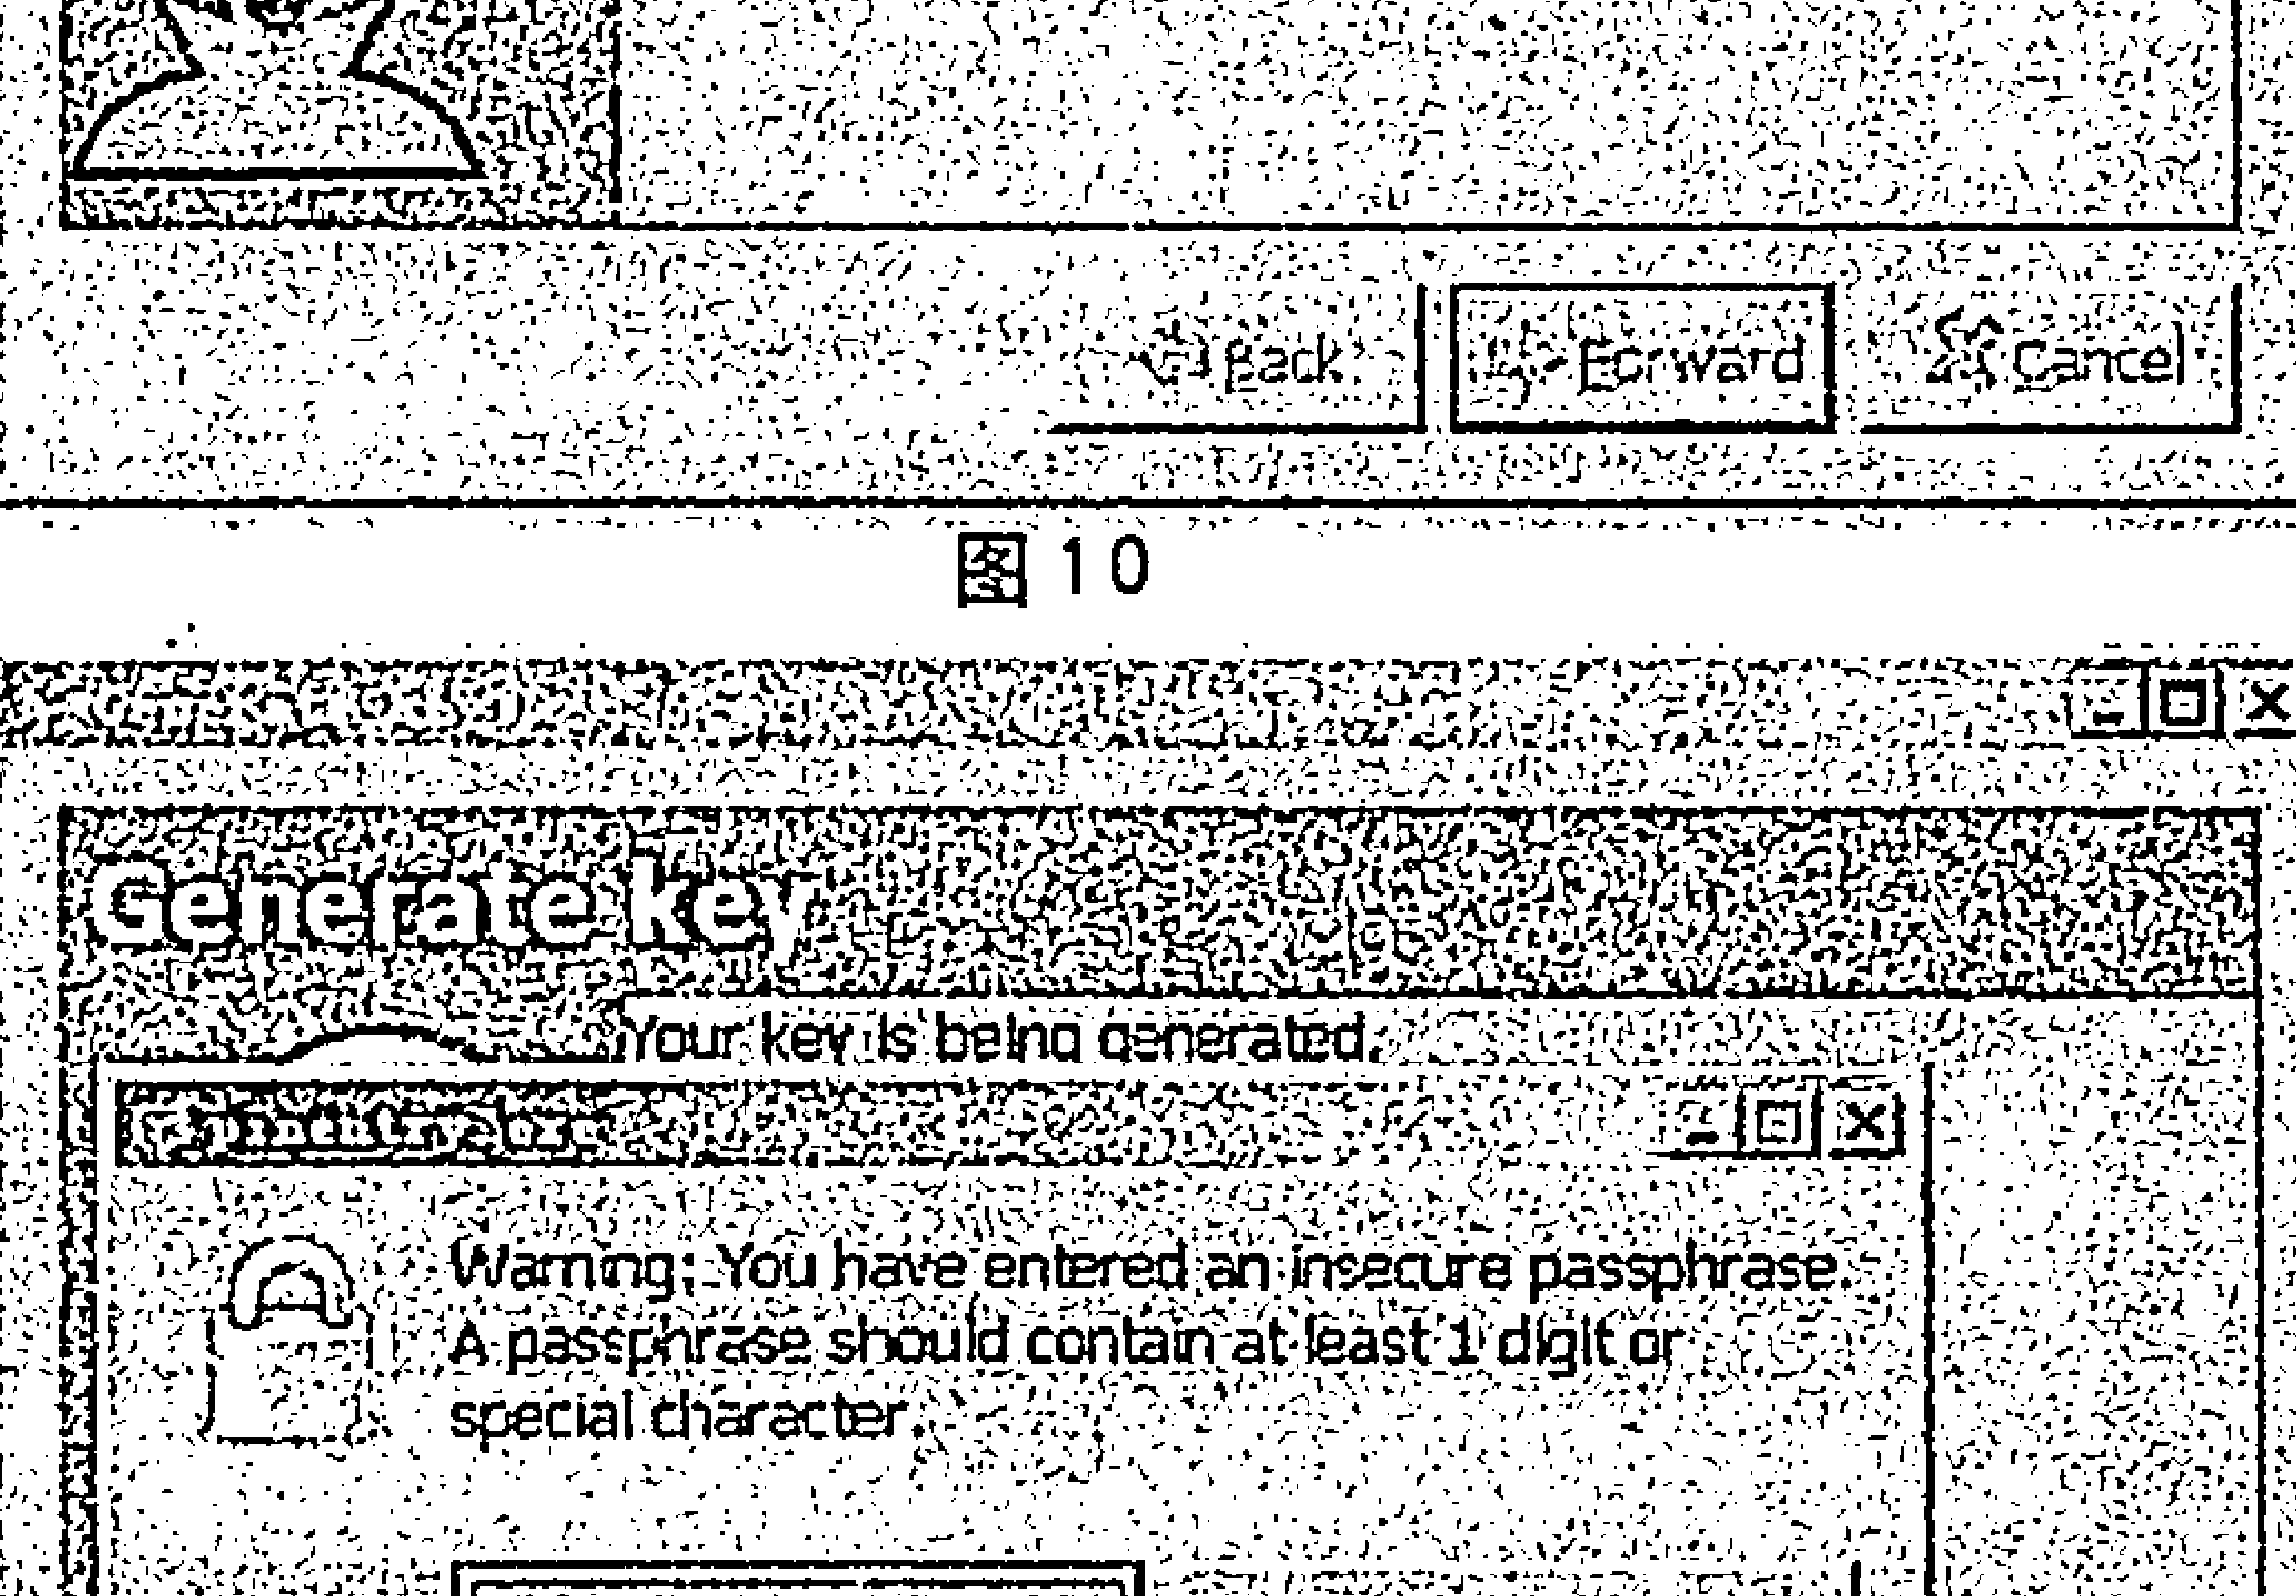 Back Forward Cancel
图 10
Generate key
Your key is being generated.
Warning: You have entered an insecure passphrase.
A passphrase should contain at least 1 digit or
special character.